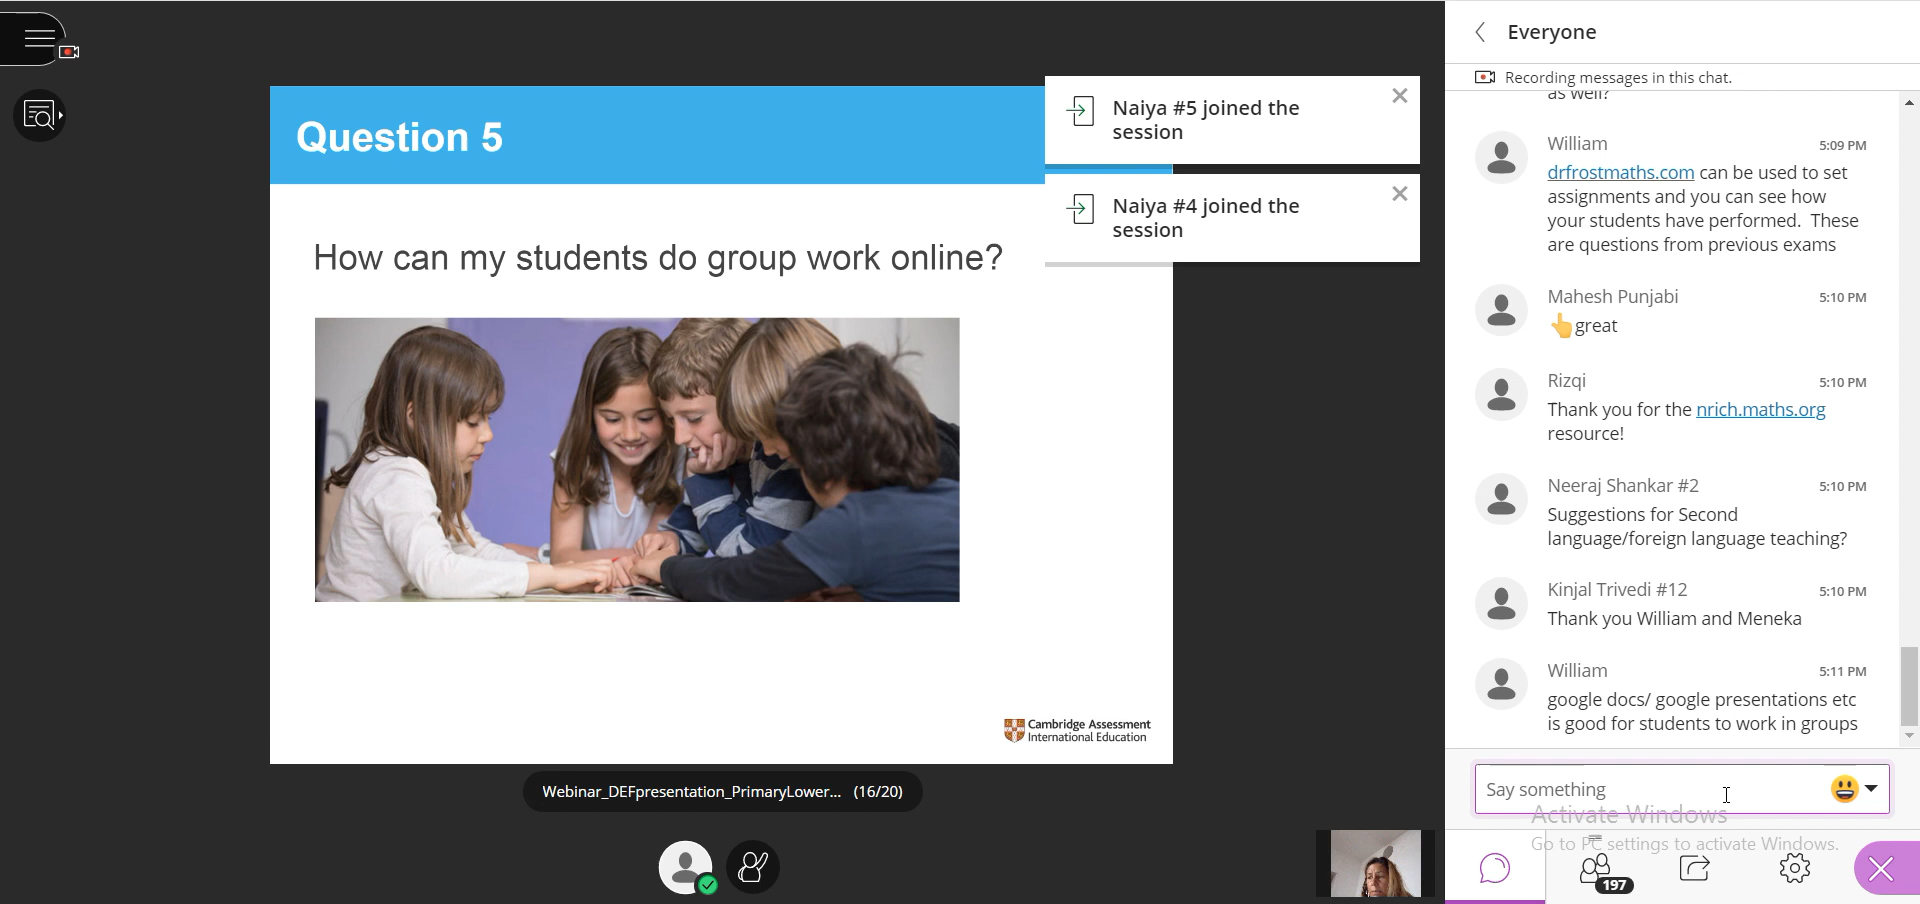 Question 5
How can my students do group work online?
Cambridge Assessment
International Education
Webinar_DEFpresentation_PrimaryLower... (16/20)
Naiya #5 joined the
session
Naiya #4 joined the
session
Everyone
Recording messages in this chat.
as well?
William 5:09 PM
drfrostmaths.com can be used to set
assignments and you can see how
your students have performed. These
are questions from previous exams
Mahesh Punjabi 5:10 PM
👆great
Rizqi 5:10 PM
Thank you for the nrich.maths.org
resource!
Neeraj Shankar #2 5:10 PM
Suggestions for Second
language/foreign language teaching?
Kinjal Trivedi #12 5:10 PM
Thank you William and Meneka
William 5:11 PM
google docs/ google presentations etc
is good for students to work in groups
Say something
Activate Windows
Go to PC settings to activate Windows.
197